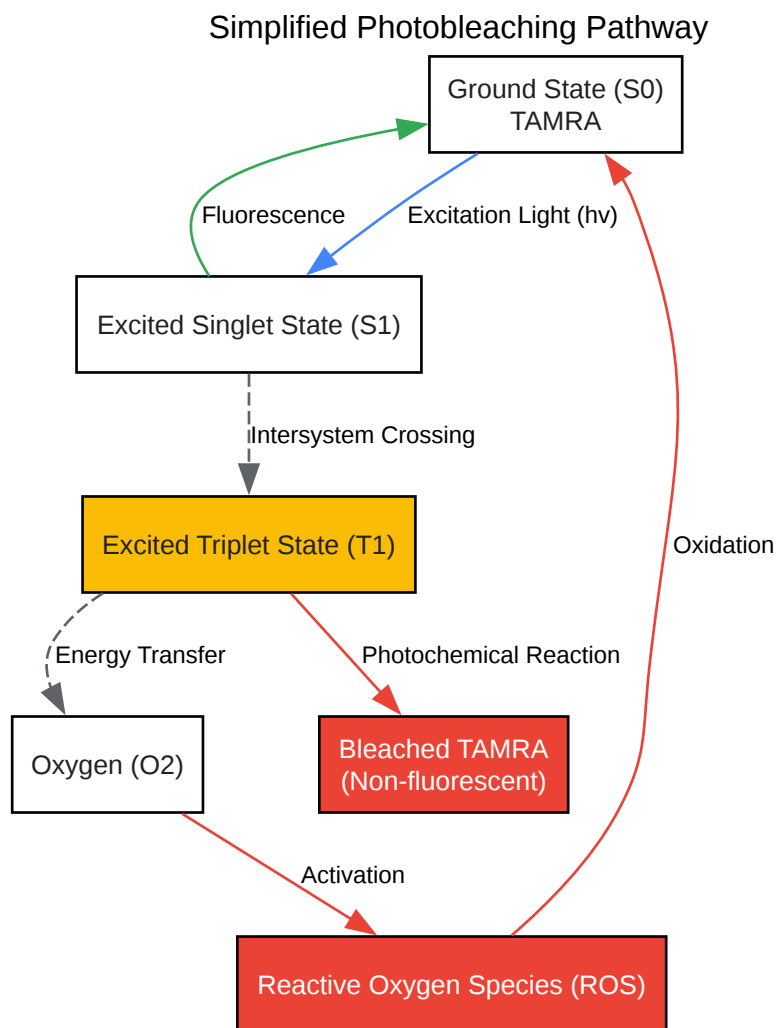 Simplified Photobleaching Pathway
Ground State (S0)
TAMRA
Fluorescence
Excitation Light (hv)
Excited Singlet State (S1)
Intersystem Crossing
Excited Triplet State (T1)
Oxidation
Energy Transfer
Photochemical Reaction
Oxygen (O2)
Bleached TAMRA
(Non-fluorescent)
Activation
Reactive Oxygen Species (ROS)